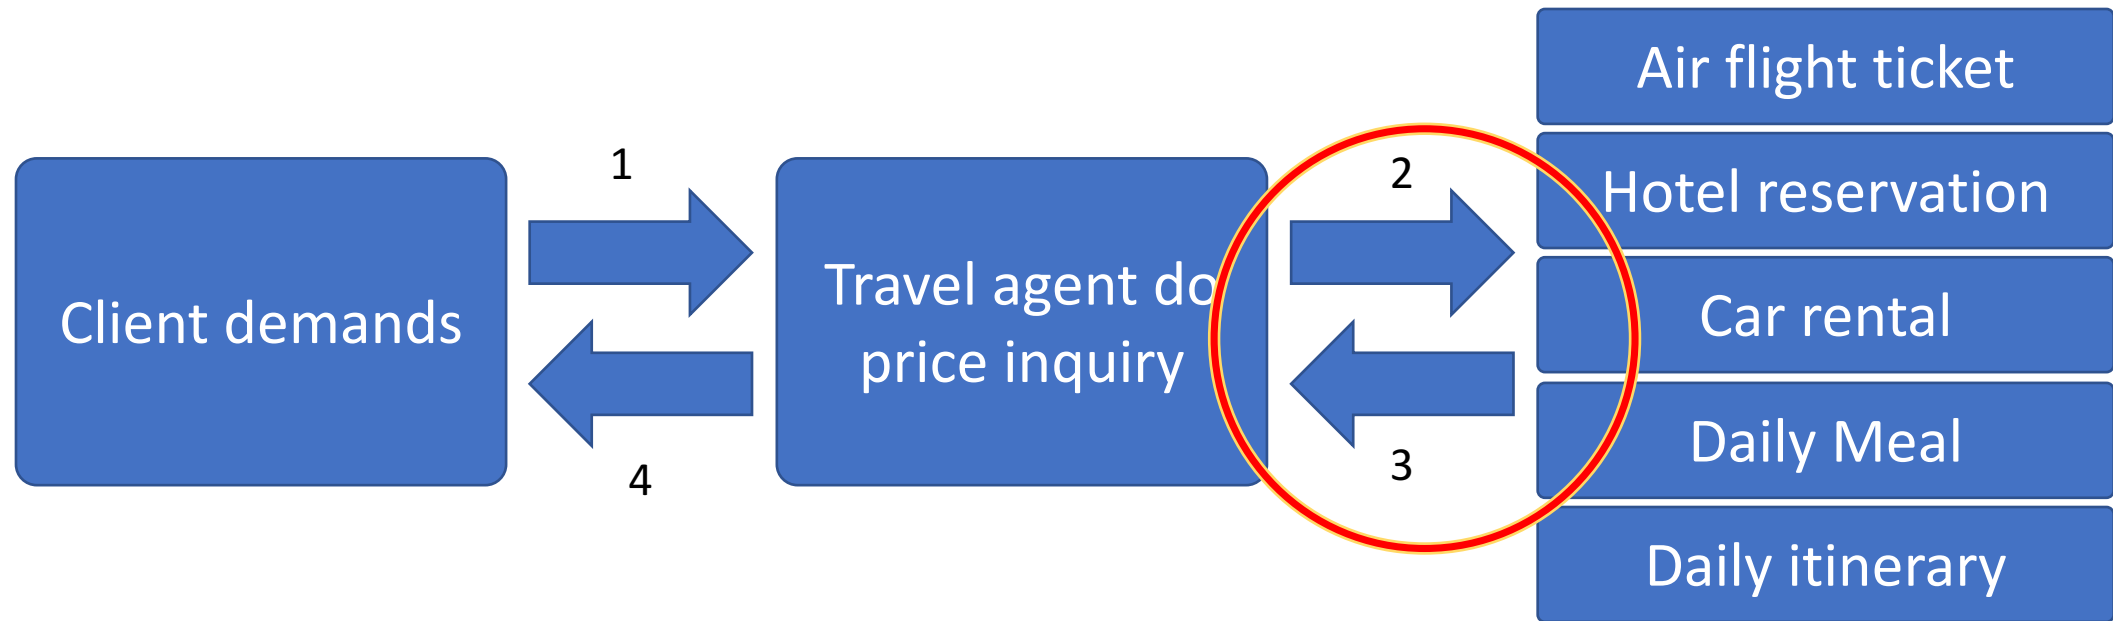 Client demands
1
4
Travel agent do
price inquiry
2
3
Air flight ticket
Hotel reservation
Car rental
Daily Meal
Daily itinerary